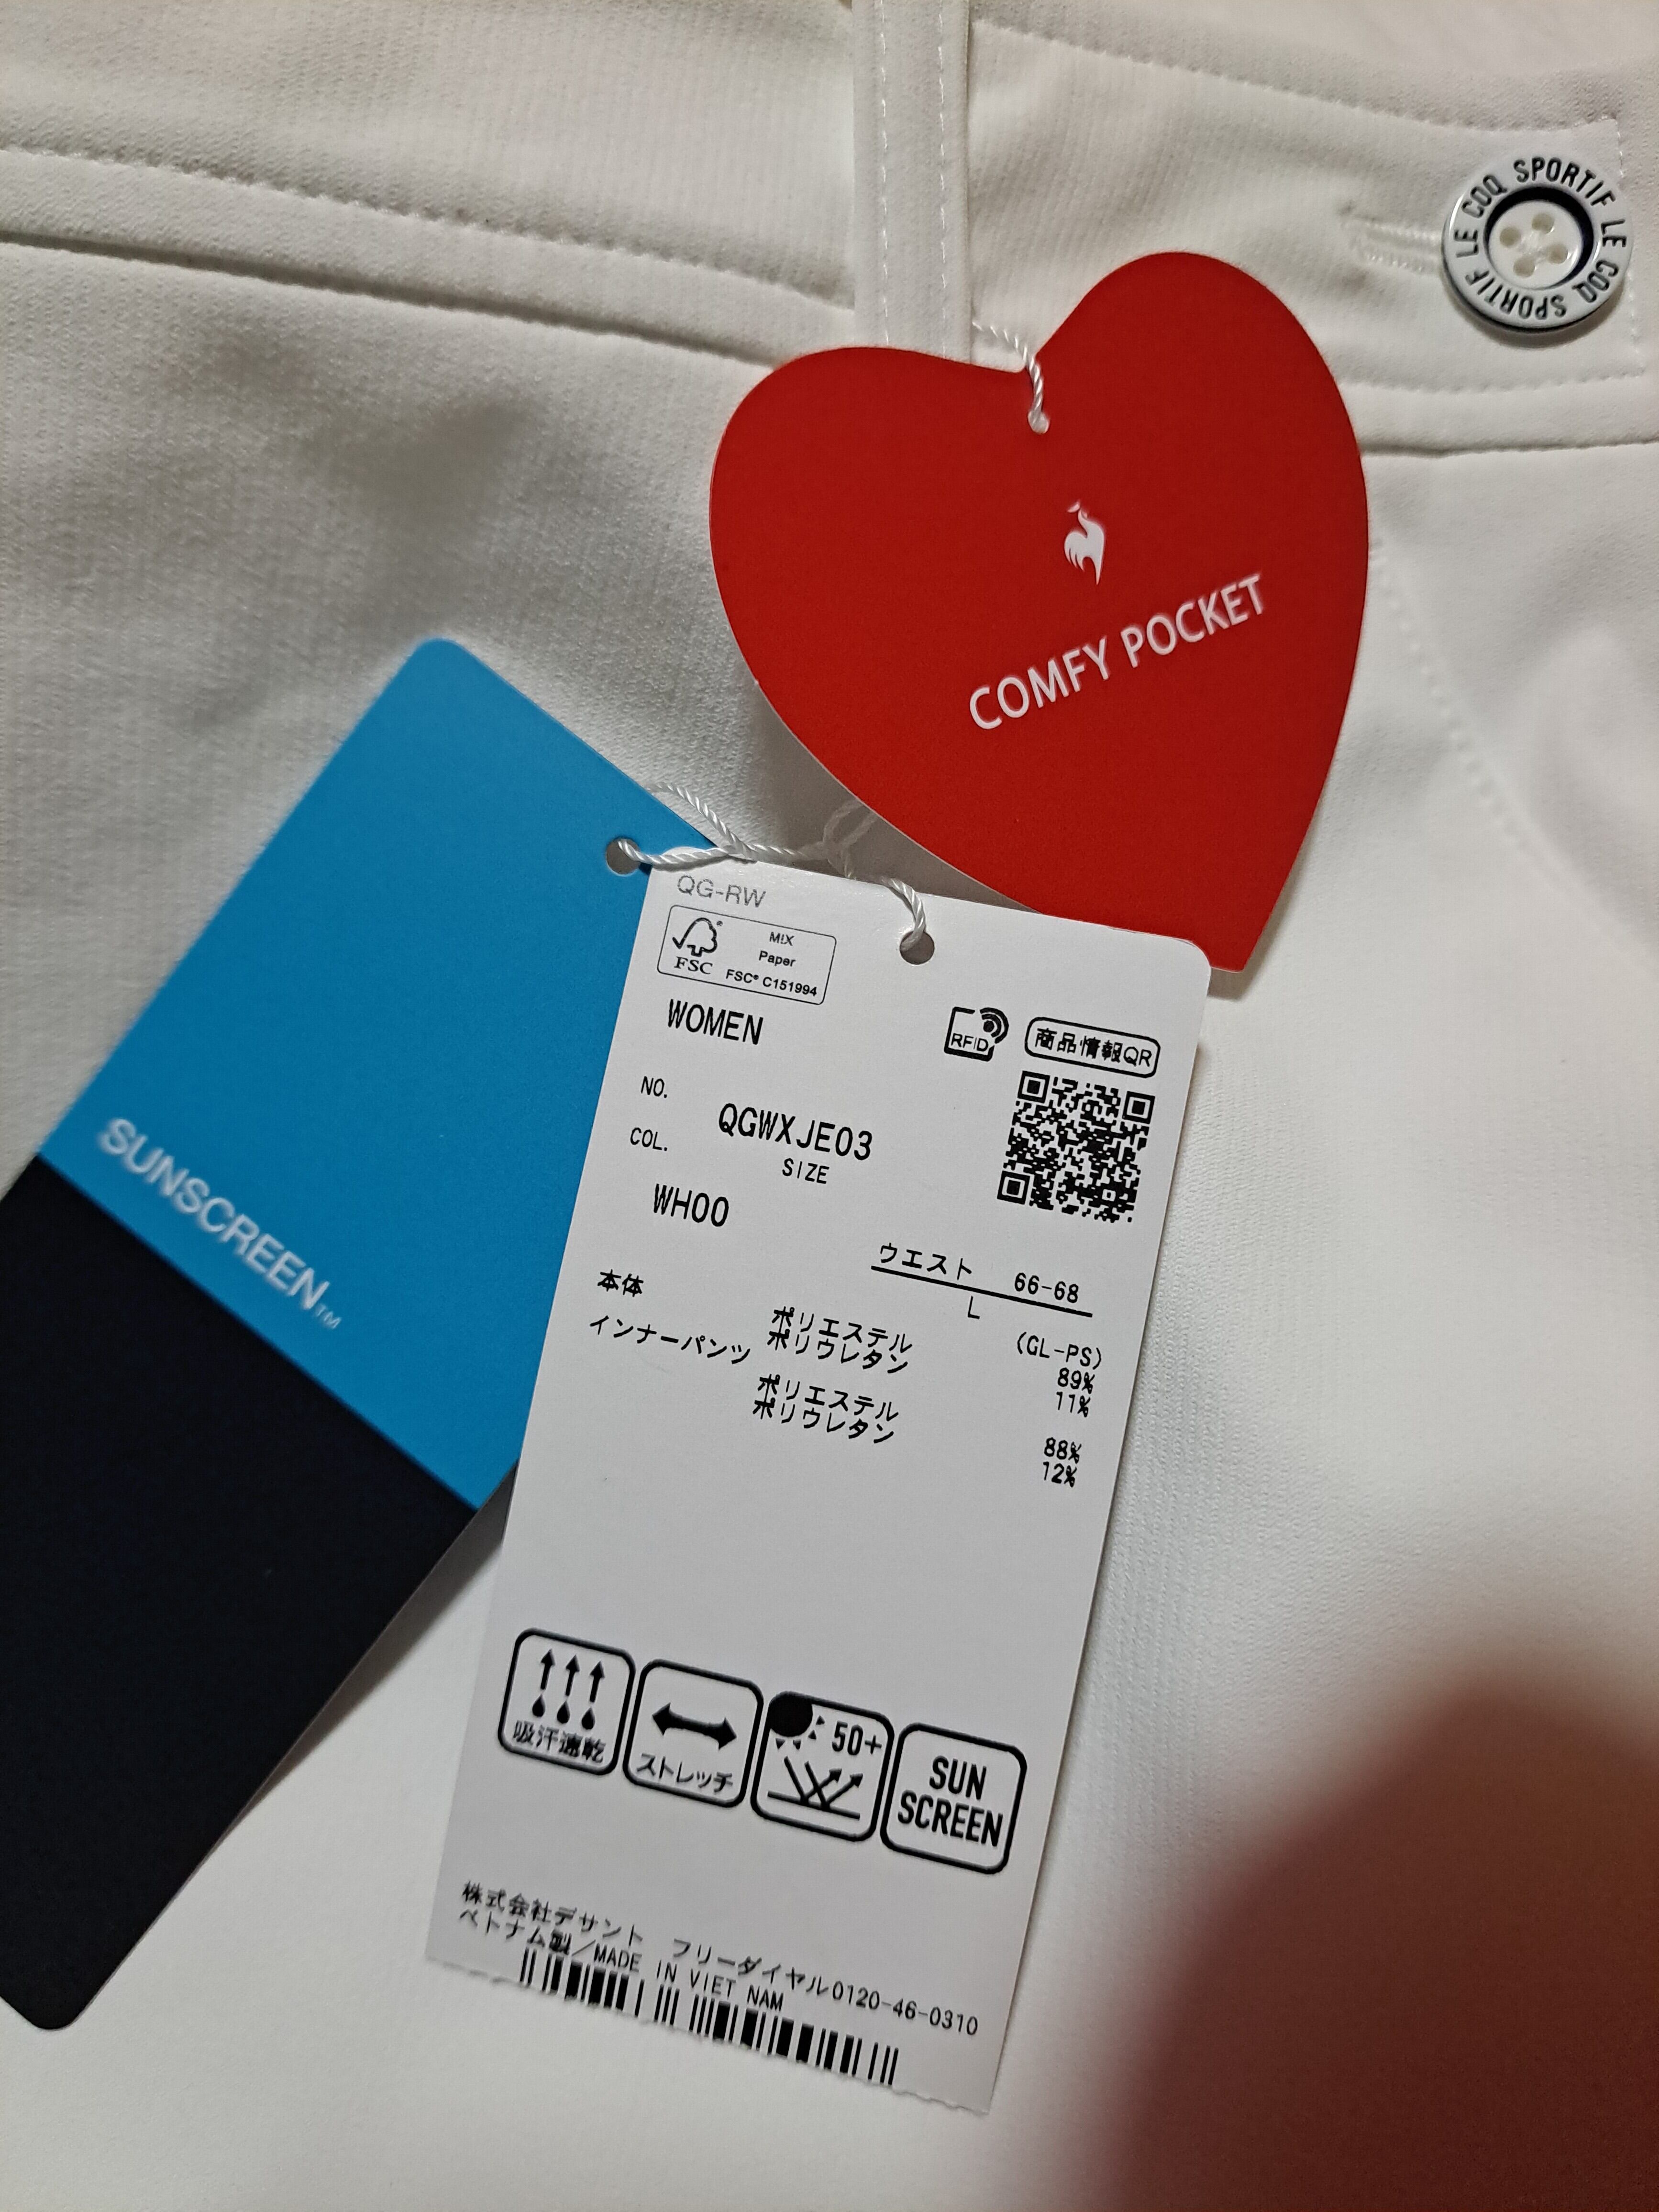 LE COQ SPORTIF LE COQ SPORTIF
COMFY POCKET
SUNSCREEN™
QG-RW
FSC
MIX
Paper
FSC® C151994
WOMEN
RFID
商品情報QR
NO.
QGWXJE03
COL.
SIZE
WH00
ウエスト 66-68
L
(GL-PS)
本体
ポリエステル 89%
ポリウレタン 11%
インナーパンツ
ポリエステル 88%
ポリウレタン 12%
吸汗速乾
ストレッチ
50+
SUN
SCREEN
株式会社デサント フリーダイヤル0120-46-0310
ベトナム製/MADE IN VIET NAM